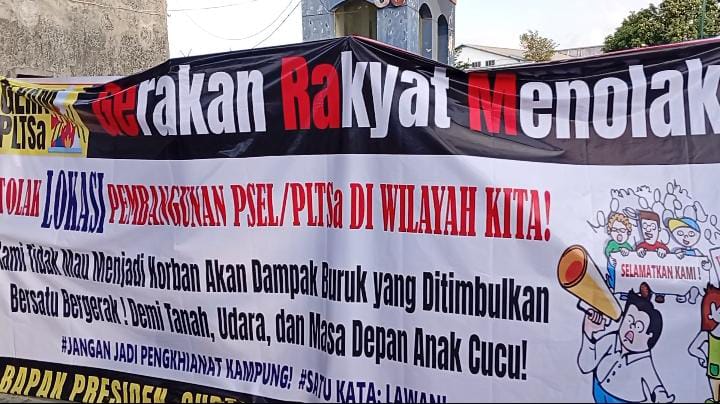 GERAM
PLTSa
Gerakan Rakyat Menolak
TOLAK LOKASI PEMBANGUNAN PSEL/PLTSa DI WILAYAH KITA!
Kami Tidak Mau Menjadi Korban Akan Dampak Buruk yang Ditimbulkan
Bersatu Bergerak ! Demi Tanah, Udara, dan Masa Depan Anak Cucu!
#JANGAN JADI PENGKHIANAT KAMPUNG! #SATU KATA: LAWAN!
BAPAK PRESIDEN
SELAMATKAN KAMI !